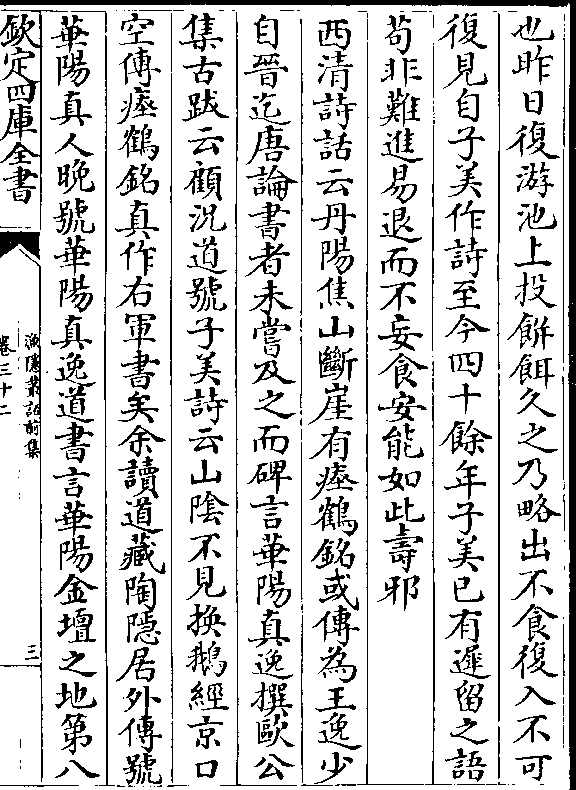 也昨日復游池上投餅餌久之乃略出不食復入不可
復見自子美作詩至今四十餘年子美已有遲留之語
苟非難進易退而不妄食安能如此壽邪
西清詩話云丹陽焦山斷崖有瘞鶴銘或傳為王逸少
自晉迄唐論書者未嘗及之而碑言華陽真逸撰歐公
集古跋云顧況道號子美詩云山陰不見換鵝經京口
空傳瘞鶴銘真作右軍書矣余讀道藏陶隱居外傳號
華陽真人晚號華陽真逸道書言華陽金壇之地第八
欽定四庫全書
漁隱叢話前集
卷三十二
三